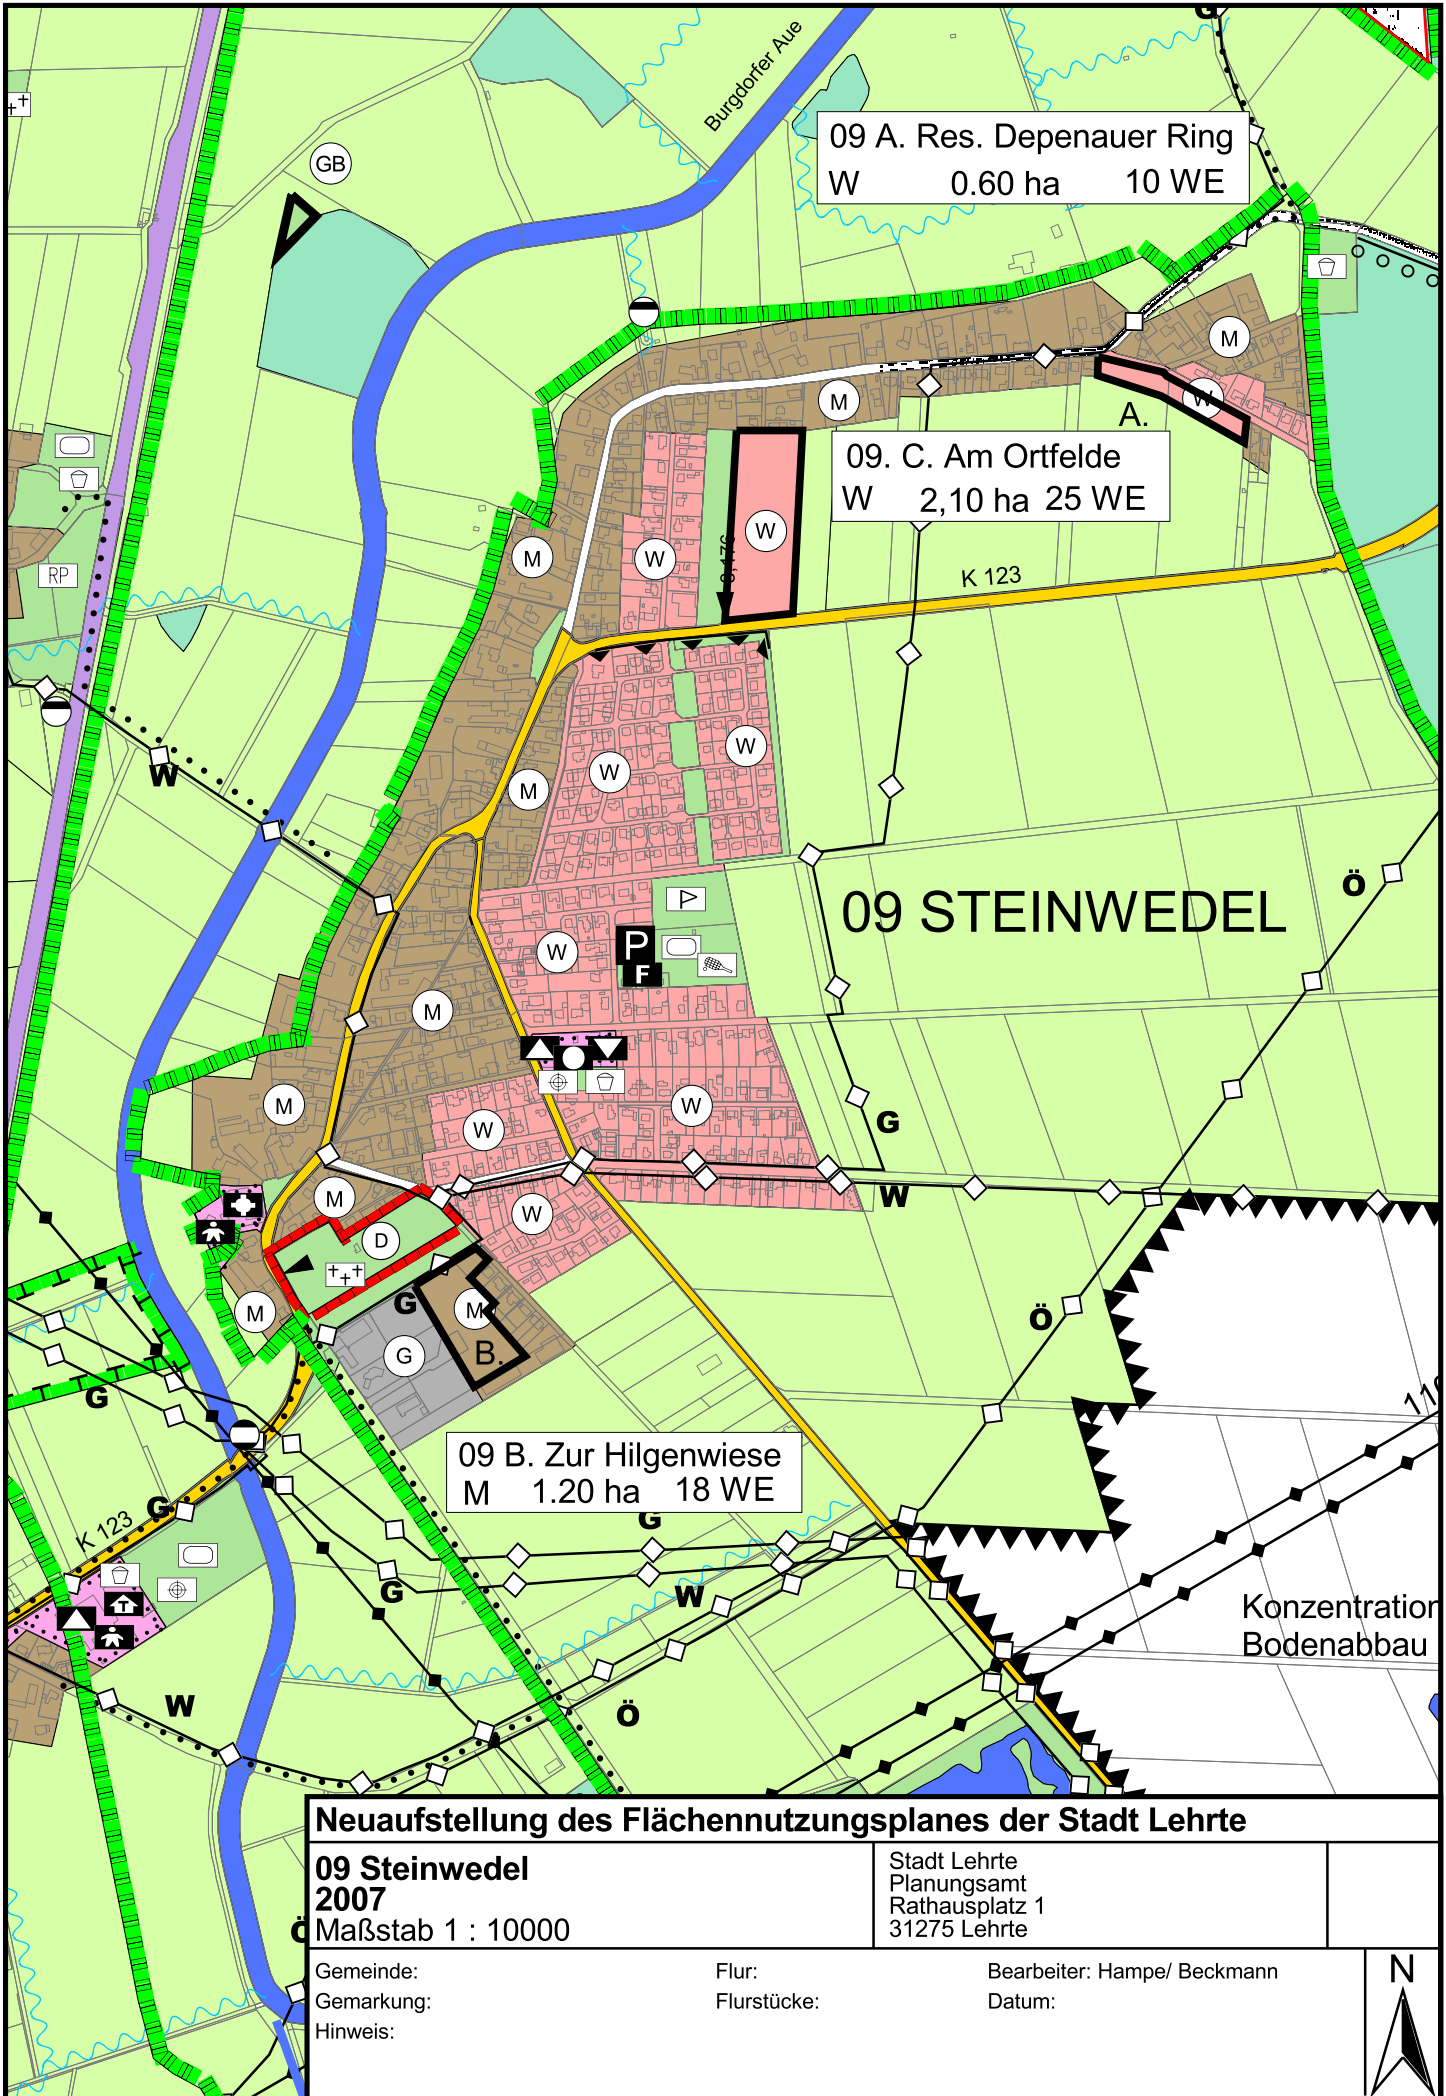 G
Burgdorfer Aue
09 A. Res. Depenauer Ring
W 0.60 ha 10 WE
GB
M
M
W
A.
09. C. Am Ortfelde
W 2,10 ha 25 WE
W
M
W
RP
K 123
W
W
W
M
09 STEINWEDEL
Ö
P
F
W
M
M
W
W
G
W
M
W
D
M
G
M
G
B.
Ö
G
110
09 B. Zur Hilgenwiese
M 1.20 ha 18 WE
G
G
K 123
G
W
T
Konzentration
Bodenabbau
W
Ö
Ö
Neuaufstellung des Flächennutzungsplanes der Stadt Lehrte
09 Steinwedel
2007
Maßstab 1 : 10000
Stadt Lehrte
Planungsamt
Rathausplatz 1
31275 Lehrte
Gemeinde: Flur: Bearbeiter: Hampe/ Beckmann
Gemarkung: Flurstücke: Datum:
Hinweis:
N